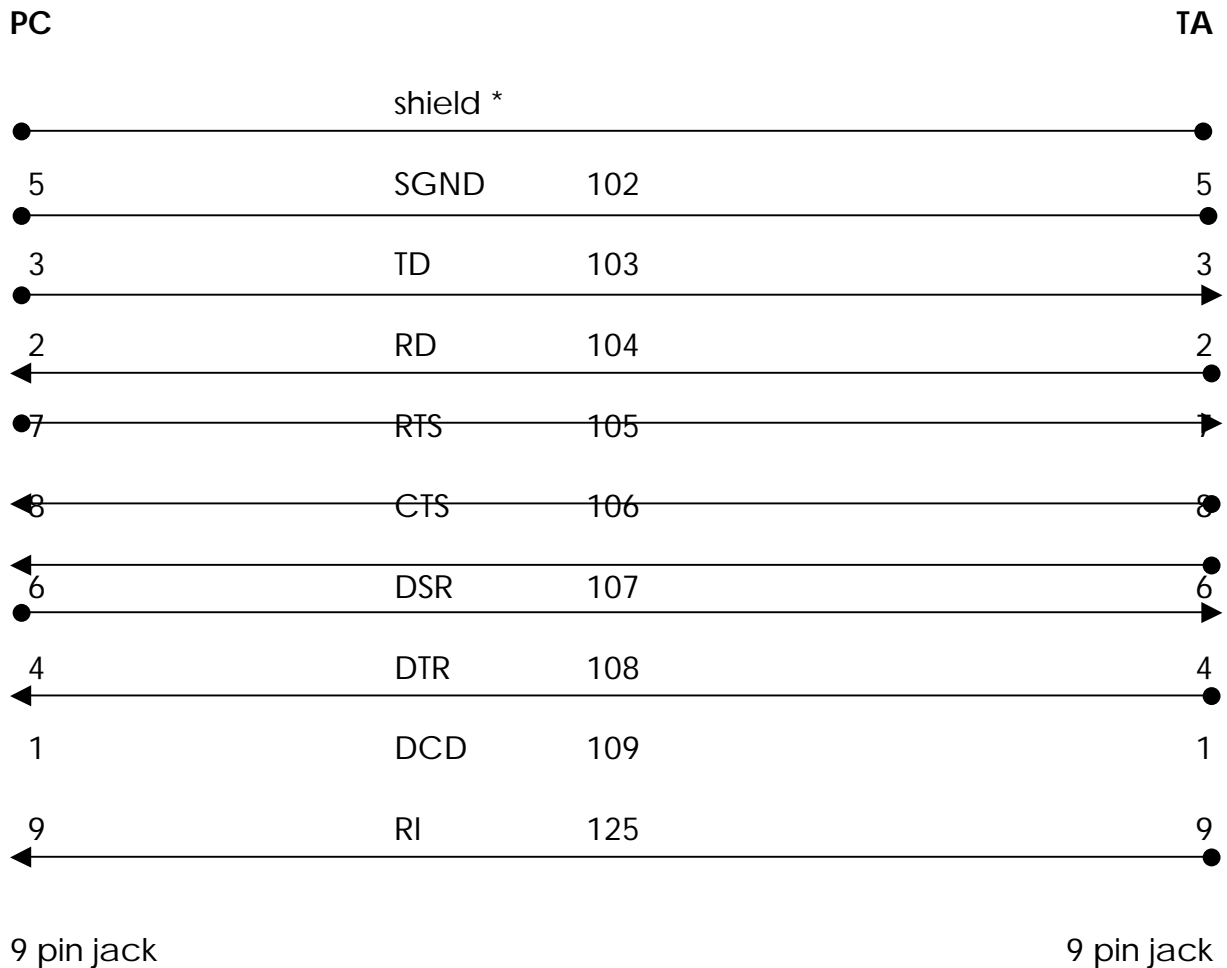 PC TA
shield *
5 SGND 102 5
3 TD 103 3
2 RD 104 2
7 RTS 105 7
8 CTS 106 8
6 DSR 107 6
4 DTR 108 4
1 DCD 109 1
9 RI 125 9
9 pin jack 9 pin jack